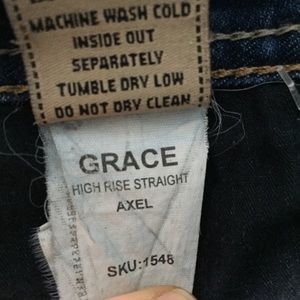 MACHINE WASH COLD
INSIDE OUT
SEPARATELY
TUMBLE DRY LOW
DO NOT DRY CLEAN
GRACE
HIGH RISE STRAIGHT
AXEL
SKU:1548